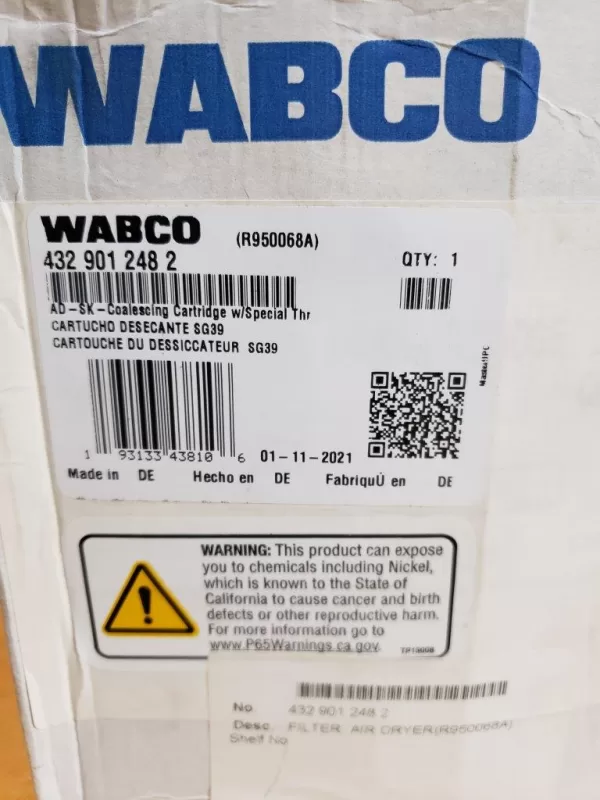 WABCO
WABCO (R950068A)
432 901 248 2 QTY: 1
AD-SK-Coalescing Cartridge w/Special Thr
CARTUCHO DESECANTE SG39
CARTOUCHE DU DESSICCATEUR SG39
1 93133 43810 6 01-11-2021
Made in DE Hecho en DE FabriquÙ en DE
WARNING: This product can expose
you to chemicals including Nickel,
which is known to the State of
California to cause cancer and birth
defects or other reproductive harm.
For more information go to
www.P65Warnings.ca.gov.
No. 432 901 248 2
Desc. FILTER, AIR DRYER(R950068A)
Shelf No